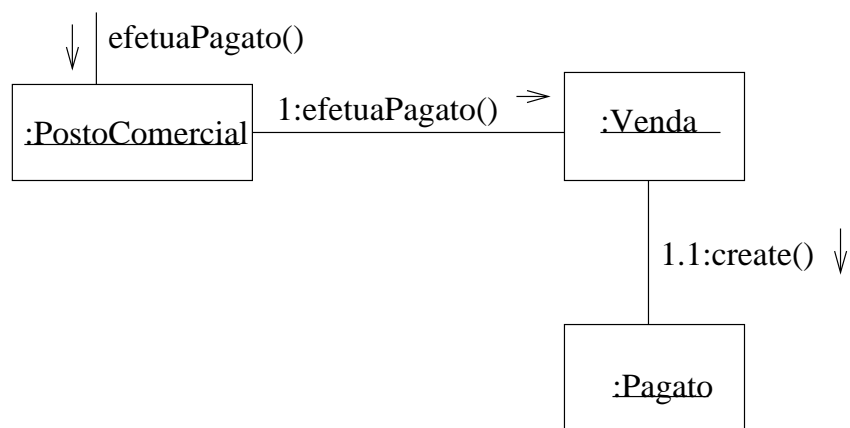 efetuaPagato()
:PostoComercial
1:efetuaPagato()
:Venda
1.1:create()
:Pagato